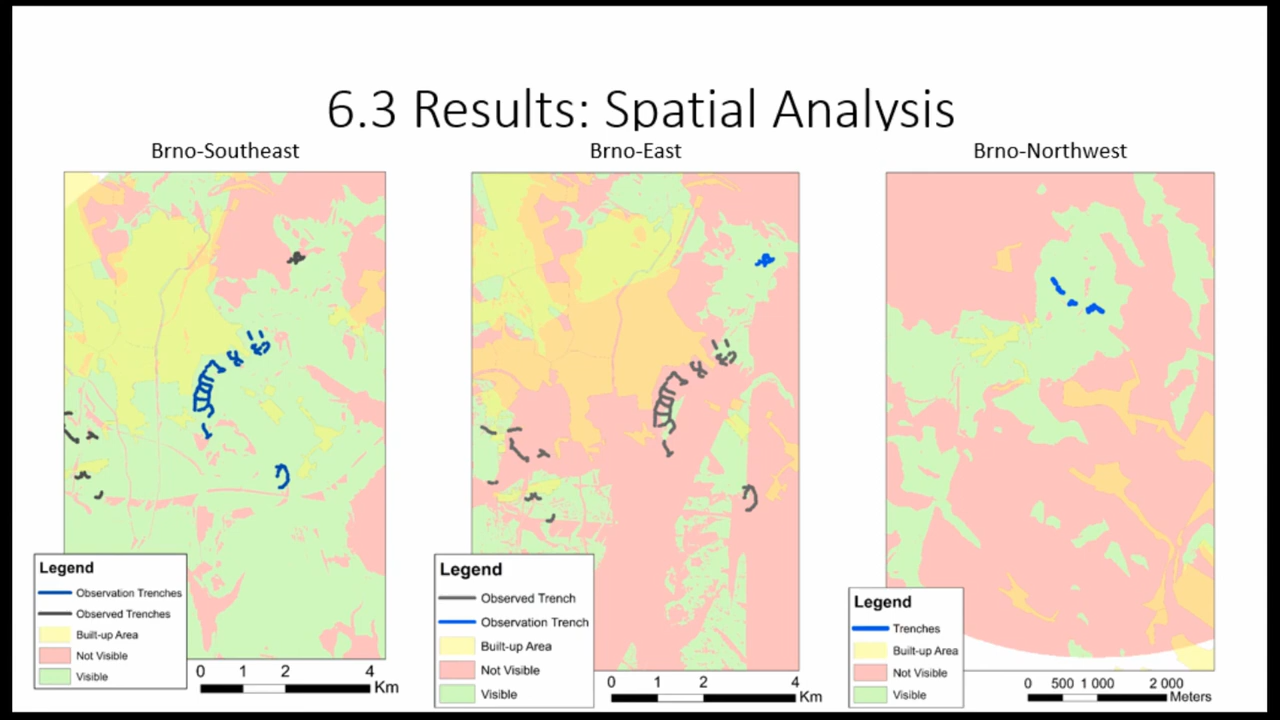 6.3 Results: Spatial Analysis
Brno-Southeast
Brno-East
Brno-Northwest
Legend
Observation Trenches
Observed Trenches
Built-up Area
Not Visible
Visible
0 1 2 4
Km
Legend
Observed Trench
Observation Trench
Built-up Area
Not Visible
Visible
0 1 2 4
Km
Legend
Trenches
Built-up Area
Not Visible
Visible
0 500 1 000 2 000
Meters